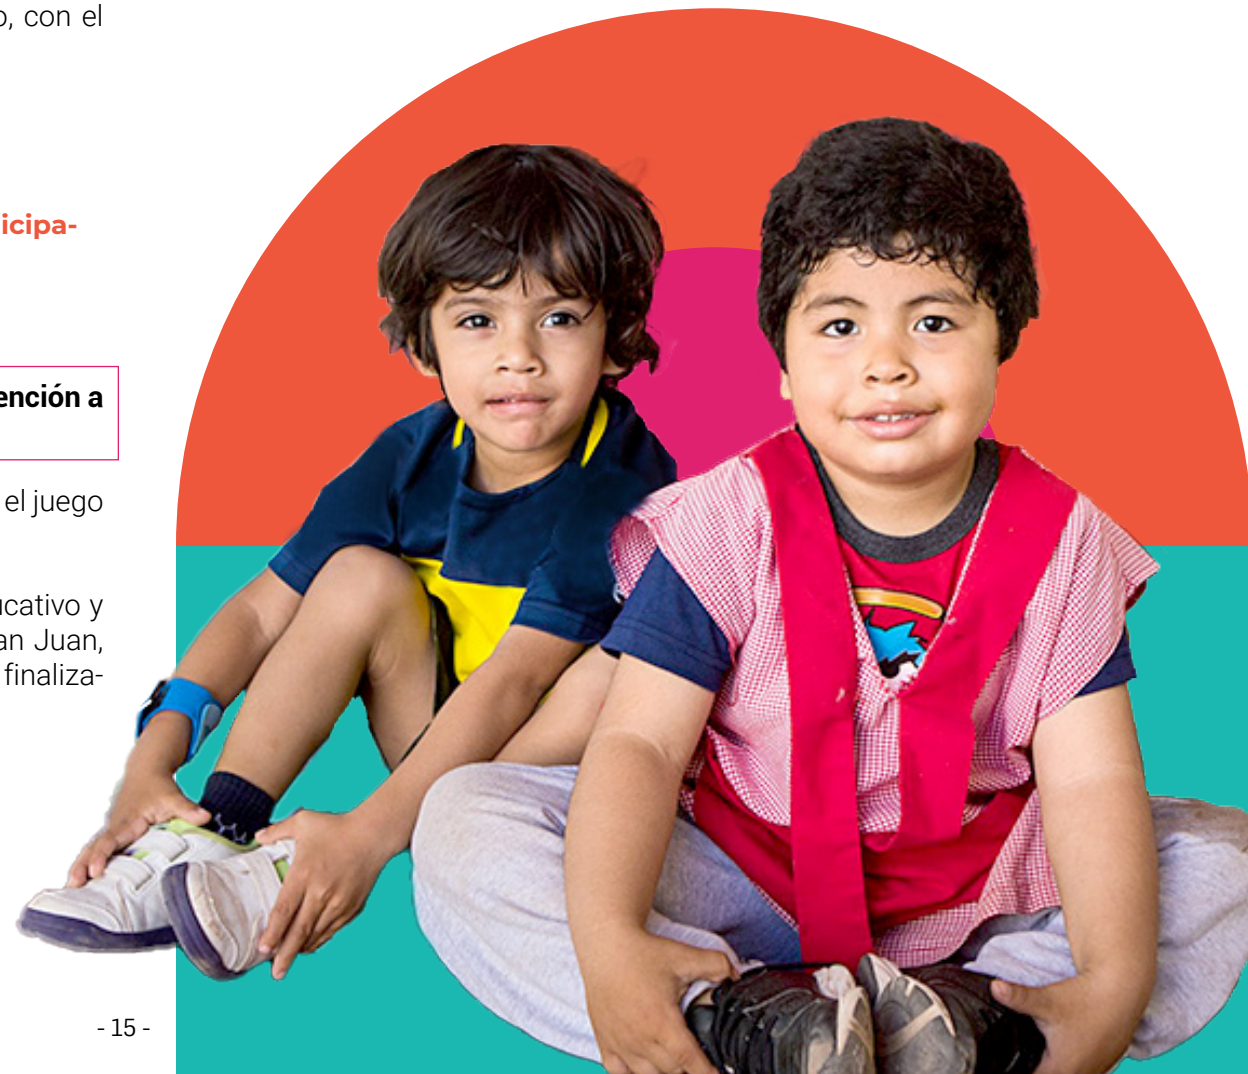 o, con el
icipa-
ención a
el juego
ucativo y
an Juan,
finaliza-
- 15 -